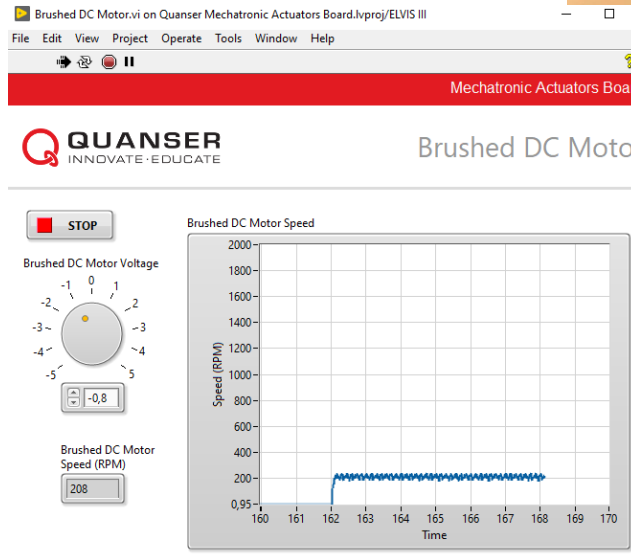 Brushed DC Motor.vi on Quanser Mechatronic Actuators Board.lvproj/ELVIS III
File Edit View Project Operate Tools Window Help
Mechatronic Actuators Boa
QUANSER
INNOVATE·EDUCATE
Brushed DC Moto
STOP
Brushed DC Motor Voltage
-5 -4 -3 -2 -1 0 1 2 3 4 5
-0,8
Brushed DC Motor
Speed (RPM)
208
Brushed DC Motor Speed
Speed (RPM)
2000
1800
1600
1400
1200
1000
800
600
400
200
0,95
160 161 162 163 164 165 166 167 168 169 170
Time